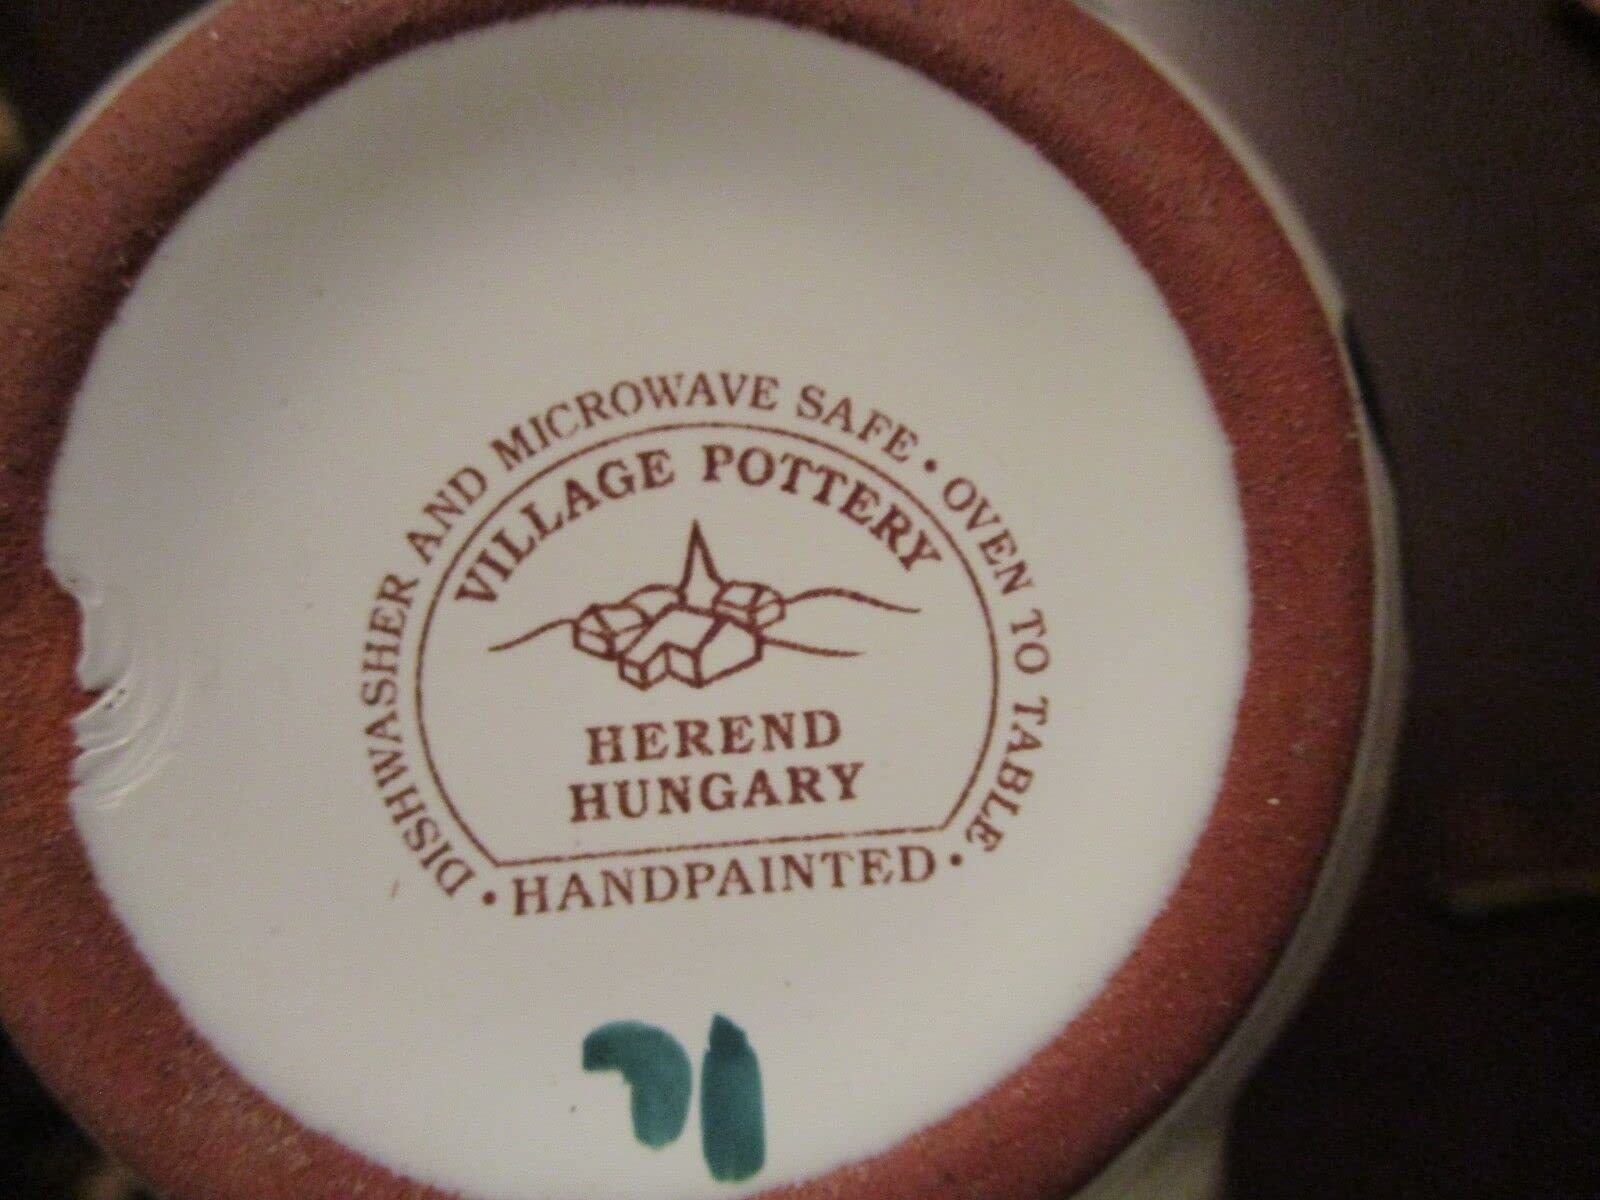 DISHWASHER AND MICROWAVE SAFE • OVEN TO TABLE •
VILLAGE POTTERY
HEREND
HUNGARY
HANDPAINTED •